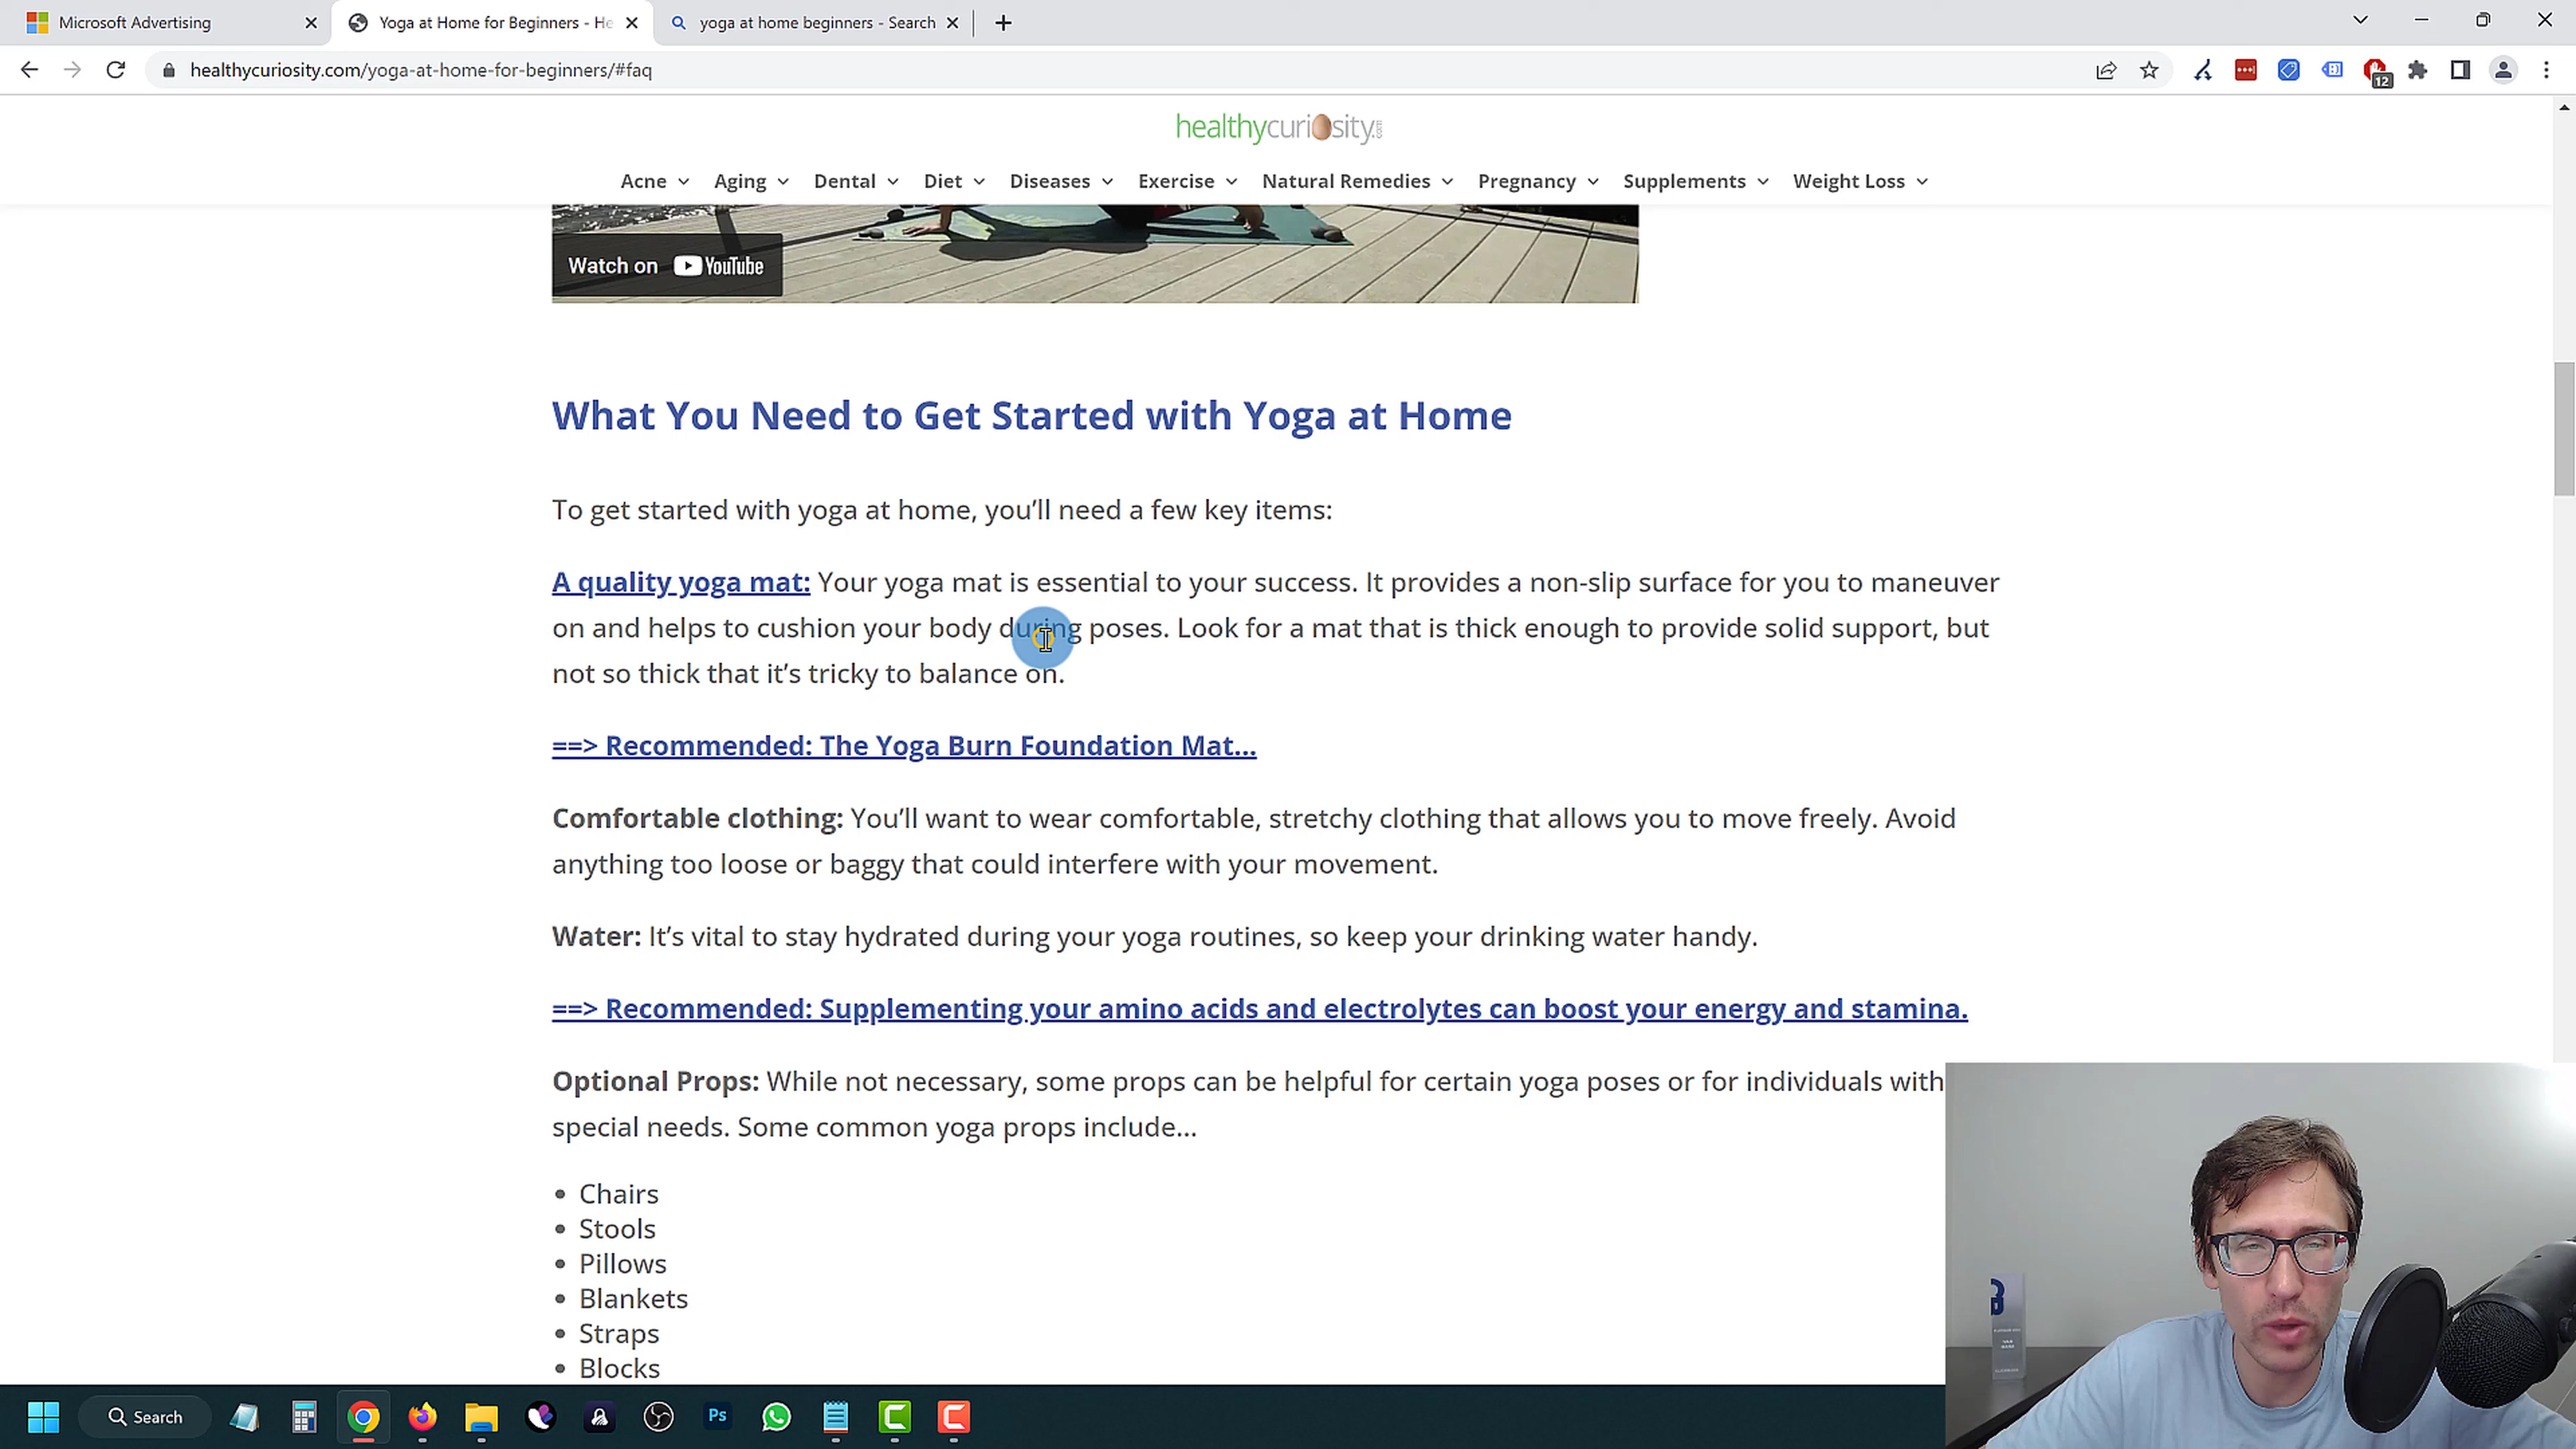 Microsoft Advertising
Yoga at Home for Beginners - He
yoga at home beginners - Search
healthycuriosity.com/yoga-at-home-for-beginners/#faq
12
healthycuriosity.com
Acne Aging Dental Diet Diseases Exercise Natural Remedies Pregnancy Supplements Weight Loss
Watch on YouTube
What You Need to Get Started with Yoga at Home
To get started with yoga at home, you'll need a few key items:
A quality yoga mat: Your yoga mat is essential to your success. It provides a non-slip surface for you to maneuver
on and helps to cushion your body during poses. Look for a mat that is thick enough to provide solid support, but
not so thick that it's tricky to balance on.
==> Recommended: The Yoga Burn Foundation Mat...
Comfortable clothing: You'll want to wear comfortable, stretchy clothing that allows you to move freely. Avoid
anything too loose or baggy that could interfere with your movement.
Water: It's vital to stay hydrated during your yoga routines, so keep your drinking water handy.
==> Recommended: Supplementing your amino acids and electrolytes can boost your energy and stamina.
Optional Props: While not necessary, some props can be helpful for certain yoga poses or for individuals with
special needs. Some common yoga props include...
• Chairs
• Stools
• Pillows
• Blankets
• Straps
• Blocks
Search
Ps